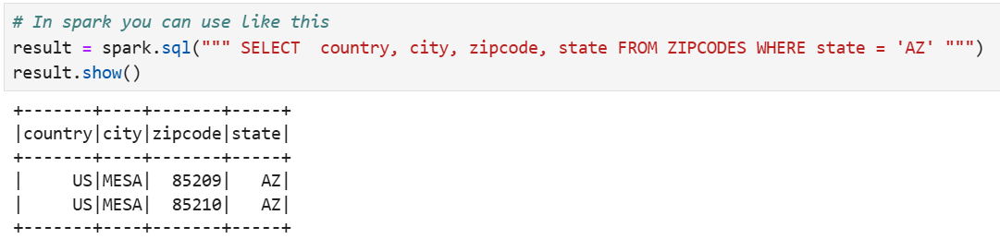 # In spark you can use like this
result = spark.sql(""" SELECT  country, city, zipcode, state FROM ZIPCODES WHERE state = 'AZ' """)
result.show()
+-------+----+-------+-----+
|country|city|zipcode|state|
+-------+----+-------+-----+
|     US|MESA|  85209|   AZ|
|     US|MESA|  85210|   AZ|
+-------+----+-------+-----+